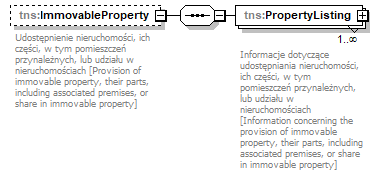 tns:ImmovableProperty
Udostępnienie nieruchomości, ich
części, w tym pomieszczeń
przynależnych, lub udziału w
nieruchomościach [Provision of
immovable property, their parts,
including associated premises, or
share in immovable property]
tns:PropertyListing
1..∞
Informacje dotyczące
udostępniania nieruchomości,
ich części, w tym
pomieszczeń przynależnych,
lub udziału w
nieruchomościach
[Information concerning the
provision of immovable
property, their parts, including
associated premises, or share
in immovable property]